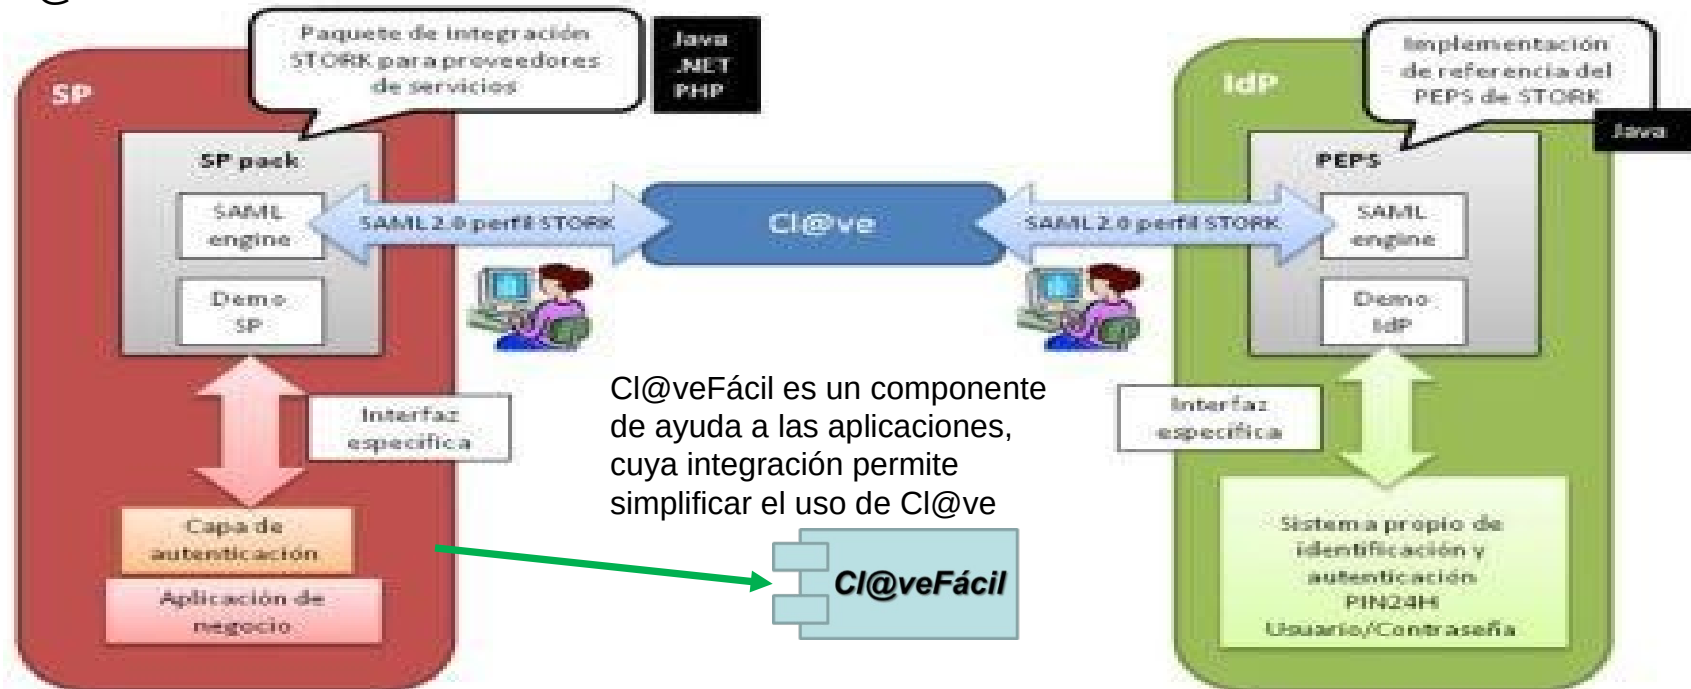 @
Paquete de integración
STORK para proveedores
de servicios
Java
.NET
PHP
SP
SP pack
SAML
engine
Demo
SP
SAML 2.0 perfil STORK
Cl@ve
SAML 2.0 perfil STORK
Implementación
de referencia del
PEPS de STORK
Java
IdP
PEPS
SAML
engine
Demo
IdP
Interfaz
específica
Cl@veFácil es un componente
de ayuda a las aplicaciones,
cuya integración permite
simplificar el uso de Cl@ve
Interfaz
específica
Capa de
autenticación
Aplicación de
negocio
Cl@veFácil
Sistema propio de
identificación y
autenticación
PIN24H
Usuario/Contraseña